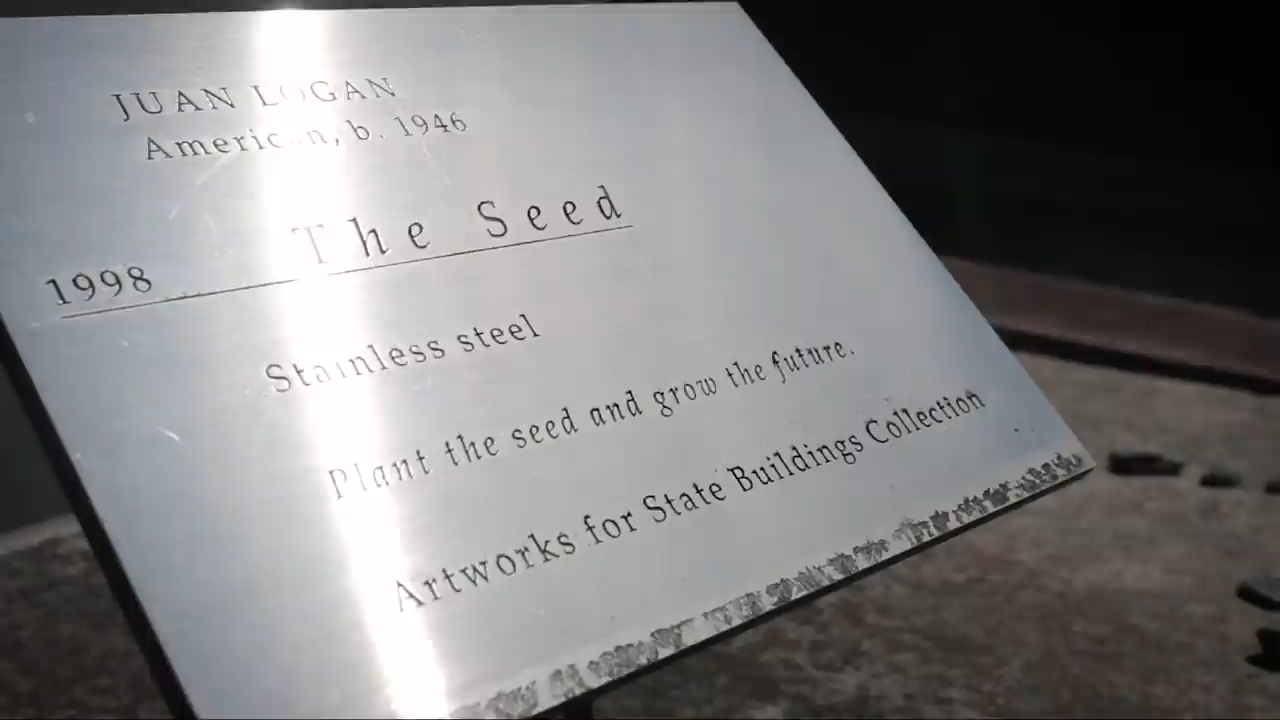 JUAN LOGAN
American, b. 1946
1998 The Seed
Stainless steel
Plant the seed and grow the future.
Artworks for State Buildings Collection